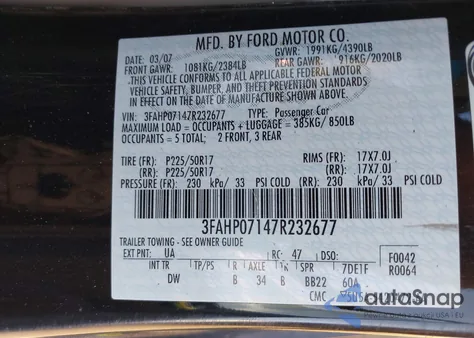 MFD. BY FORD MOTOR CO.
03/07 GVWR: 1991KG/4390LB
FRONT GAWR: 1081KG/2384LB REAR GAWR: 916KG/2020LB
THIS VEHICLE CONFORMS TO ALL APPLICABLE FEDERAL MOTOR
VEHICLE SAFETY, BUMPER, AND THEFT PREVENTION STANDARDS
IN EFFECT ON THE DATE OF MANUFACTURE SHOWN ABOVE.
VIN: 3FAHP07147R232677 TYPE: Passenger Car
MAXIMUM LOAD = OCCUPANTS + LUGGAGE = 385KG/ 850LB
OCCUPANTS = 5 TOTAL: 2 FRONT, 3 REAR
TIRE (FR): P225/50R17 RIMS (FR): 17X7.0J
(RR): P225/50R17 (RR): 17X7.0J
PRESSURE (FR): 230 kPa/ 33 PSI COLD (RR): 230 kPa/ 33 PSI COLD
3FAHP07147R232677
TRAILER TOWING - SEE OWNER GUIDE
EXT PNT: UA RC: 47 DSO: F0042
R0064
INT TR TP/PS R AXLE TR SPR 7DE1F
DW B 34 B BB22 60A
CMC
autoSnap